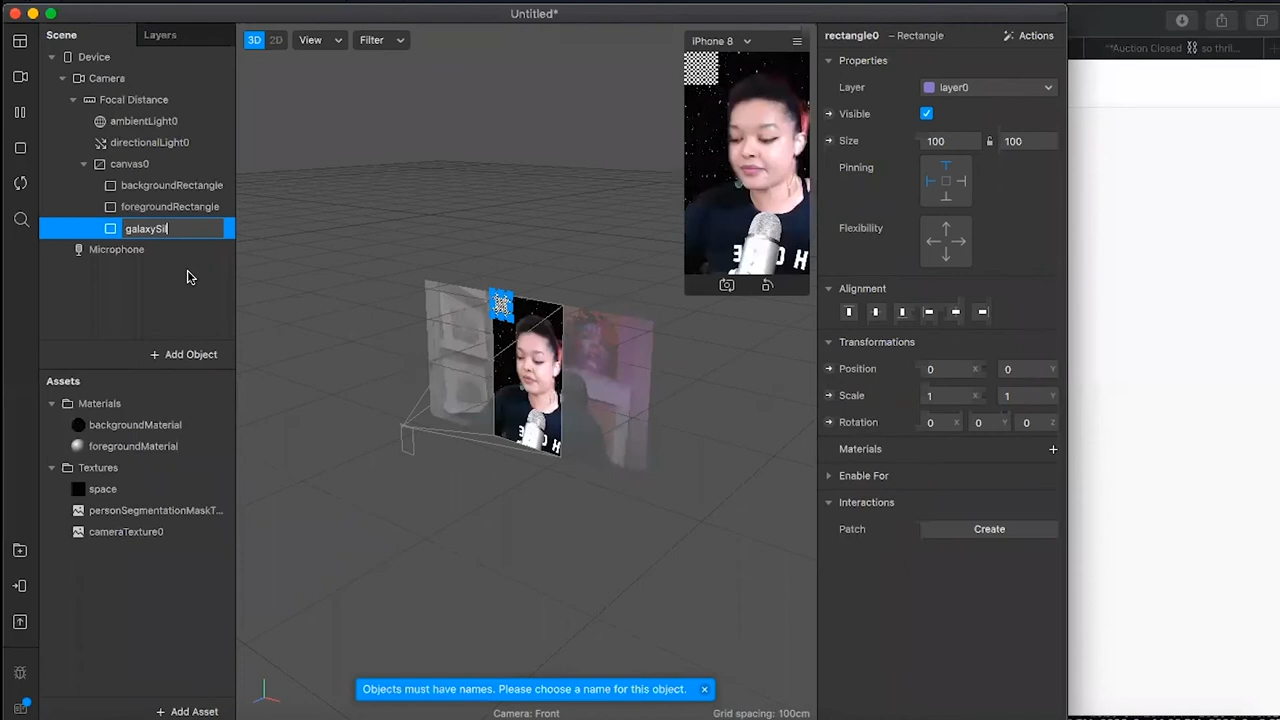 Untitled*
Scene
Layers
3D
2D
View
Filter
iPhone 8
rectangle0 – Rectangle
Actions
**Auction Closed ⛓ so thril...
Device
Camera
Focal Distance
ambientLight0
directionalLight0
canvas0
backgroundRectangle
foregroundRectangle
galaxySil
Microphone
+ Add Object
Assets
Materials
backgroundMaterial
foregroundMaterial
Textures
space
personSegmentationMaskT...
cameraTexture0
+ Add Asset
Properties
Layer
layer0
Visible
Size
100
100
Pinning
Flexibility
Alignment
Transformations
Position
0 X
0 Y
Scale
1 X
1 Y
Rotation
0 X
0 Y
0 Z
Materials
+
Enable For
Interactions
Patch
Create
Objects must have names. Please choose a name for this object.
Camera: Front
Grid spacing: 100cm